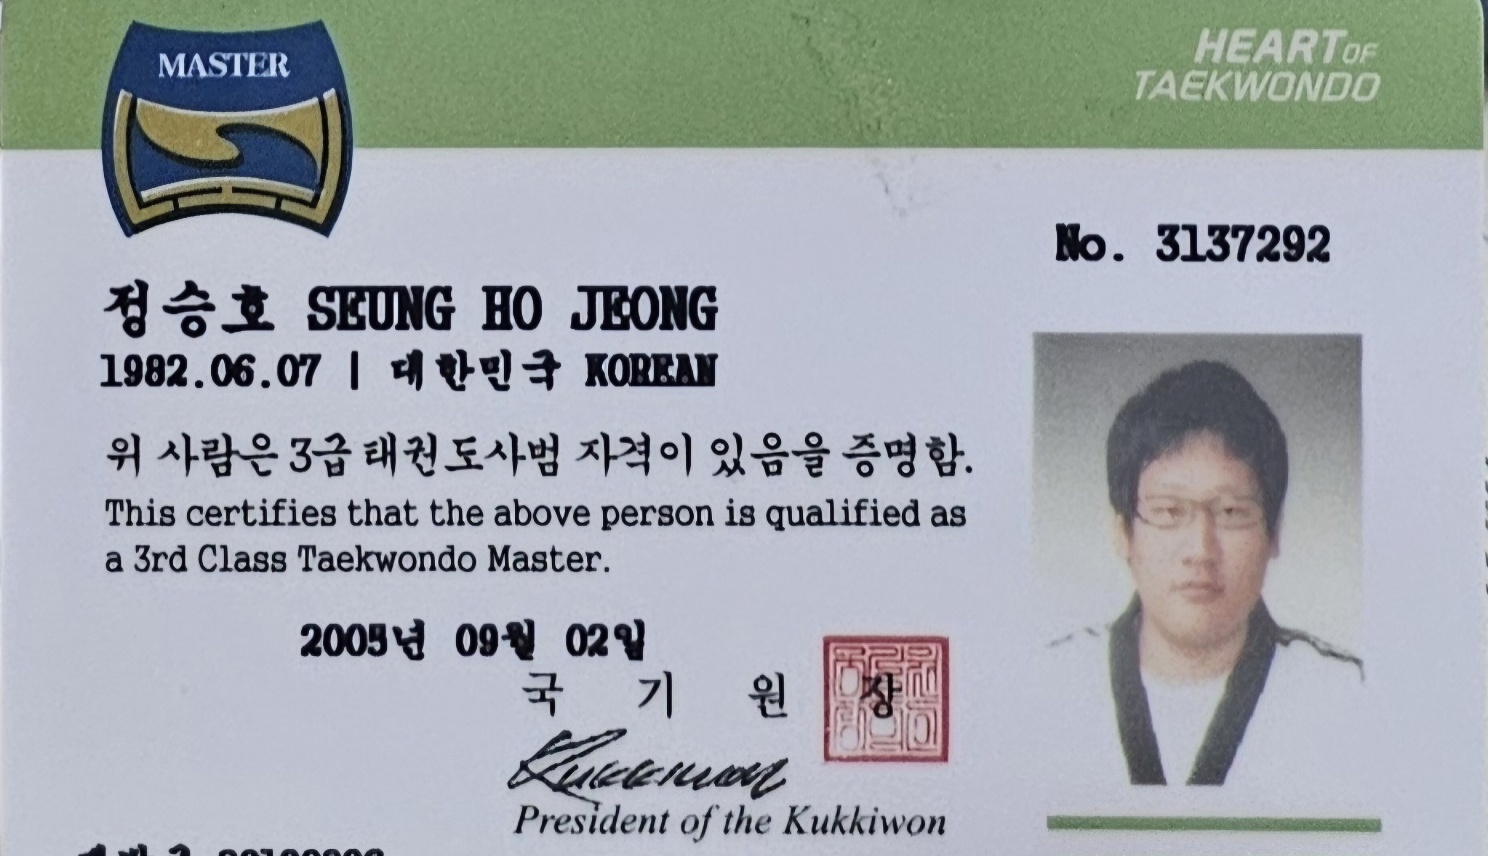 MASTER
HEART OF
TAEKWONDO
No. 3137292
정승호 SEUNG HO JEONG
1982.06.07 | 대한민국 KOREAN
위 사람은 3급 태권도사범 자격이 있음을 증명함.
This certifies that the above person is qualified as
a 3rd Class Taekwondo Master.
2005년 09월 02일
국 기 원 장
Kukkiwon
President of the Kukkiwon